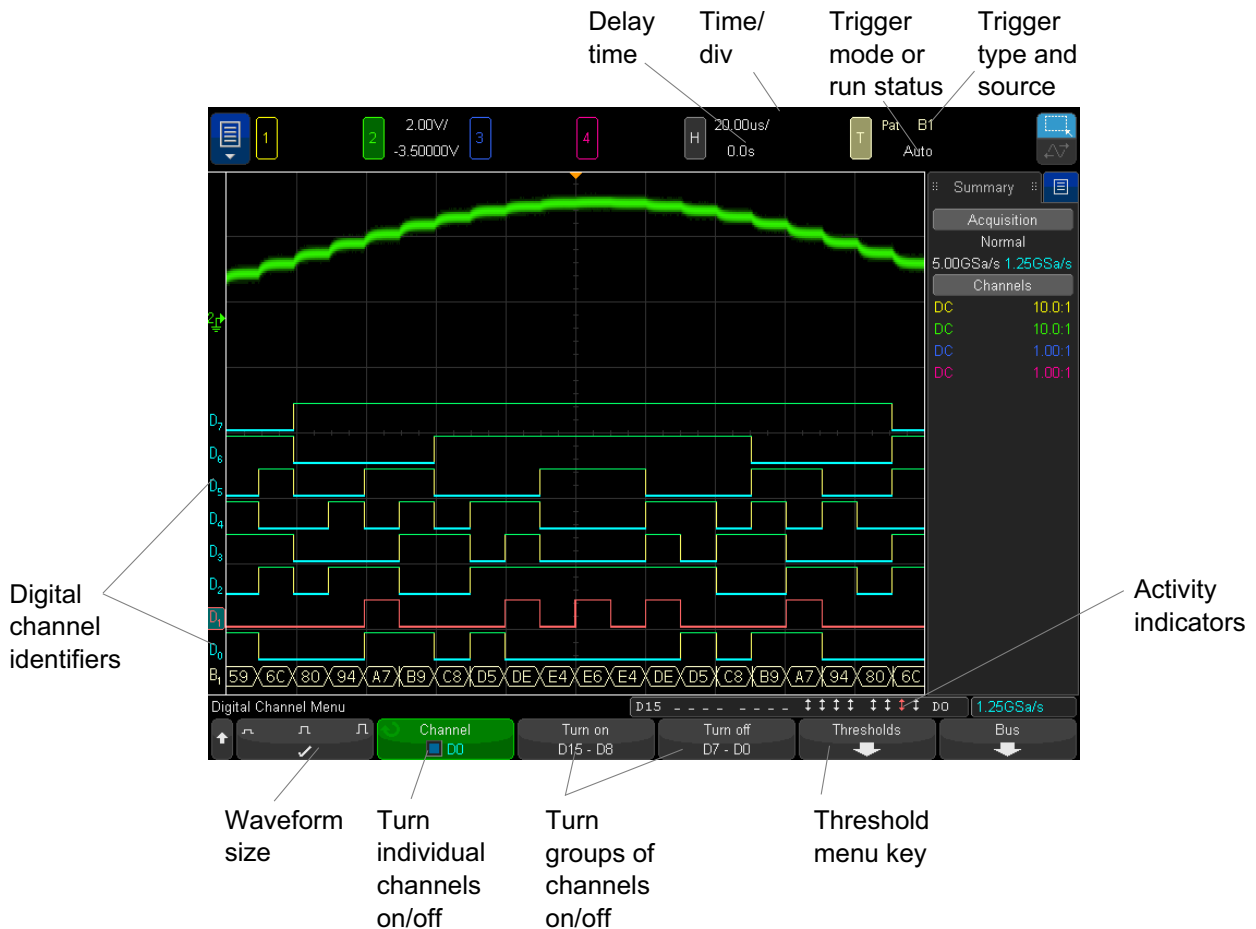 Delay
time
Time/
div
Trigger
mode or
run status
Trigger
type and
source
1
2
2.00V/
-3.50000V
3
4
H
20.00us/
0.0s
T
Pat B1
Auto
Summary
Acquisition
Normal
5.00GSa/s 1.25GSa/s
Channels
DC 10.0:1
DC 10.0:1
DC 1.00:1
DC 1.00:1
2
D7
D6
D5
D4
D3
D2
D1
D0
B1 59 6C 80 94 A7 B9 C8 D5 DE E4 E6 E4 DE D5 C8 B9 A7 94 80 6C
Digital
channel
identifiers
Activity
indicators
Digital Channel Menu
D15 _ _ _ _ _ _ _ _ ↕ ↕ ↕ ↕ ↕ ↕ ↕ ↕ D0
1.25GSa/s
Channel
D0
Turn on
D15 - D8
Turn off
D7 - D0
Thresholds
Bus
Waveform
size
Turn
individual
channels
on/off
Turn
groups of
channels
on/off
Threshold
menu key